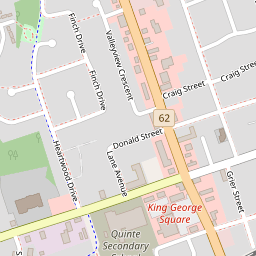 Finch Drive
Valleyview Crescent
Finch Drive
Craig Street
Craig Street
62
Donald Street
Lane Avenue
Heartwood Drive
Grier Street
King George
Square
Quinte
Secondary